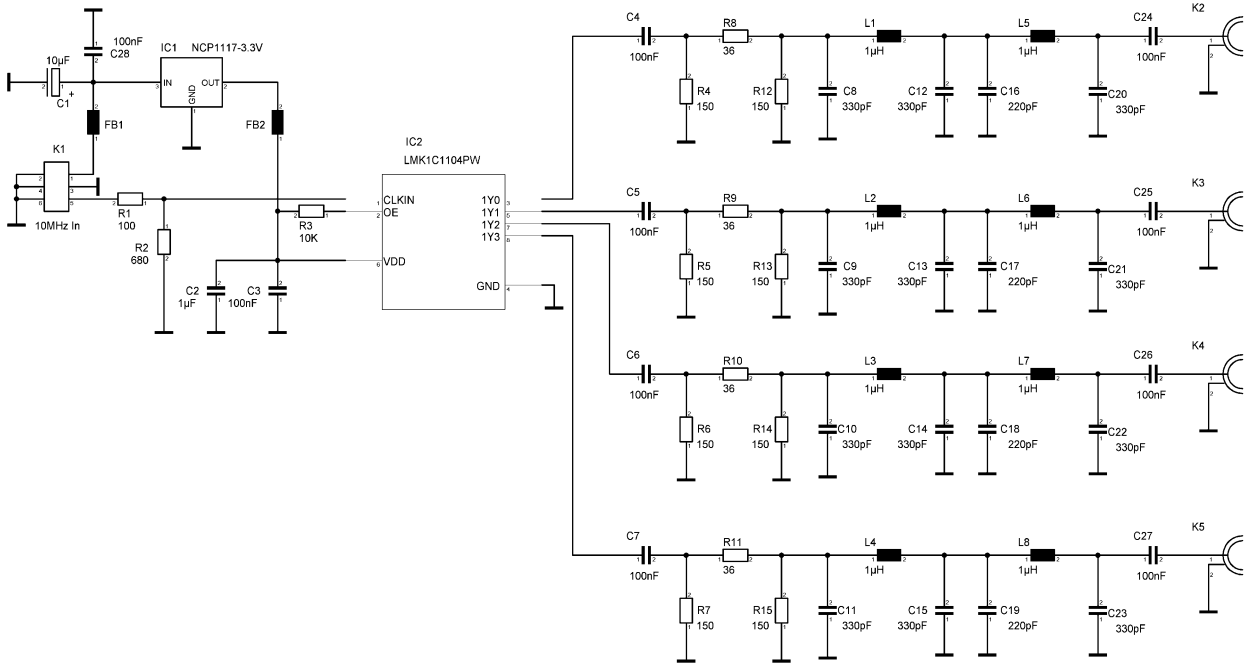 100nF
C28
10µF
C1
+
IC1
NCP1117-3.3V
IN
OUT
GND
FB1
FB2
K1
10MHz In
R1
100
R2
680
R3
10K
C2
1µF
C3
100nF
IC2
LMK1C1104PW
CLKIN
OE
VDD
1Y0
1Y1
1Y2
1Y3
GND
C4
100nF
R8
36
L1
1µH
L5
1µH
C24
100nF
K2
R4
150
R12
150
C8
330pF
C12
330pF
C16
220pF
C20
330pF
C5
100nF
R9
36
L2
1µH
L6
1µH
C25
100nF
K3
R5
150
R13
150
C9
330pF
C13
330pF
C17
220pF
C21
330pF
C6
100nF
R10
36
L3
1µH
L7
1µH
C26
100nF
K4
R6
150
R14
150
C10
330pF
C14
330pF
C18
220pF
C22
330pF
C7
100nF
R11
36
L4
1µH
L8
1µH
C27
100nF
K5
R7
150
R15
150
C11
330pF
C15
330pF
C19
220pF
C23
330pF